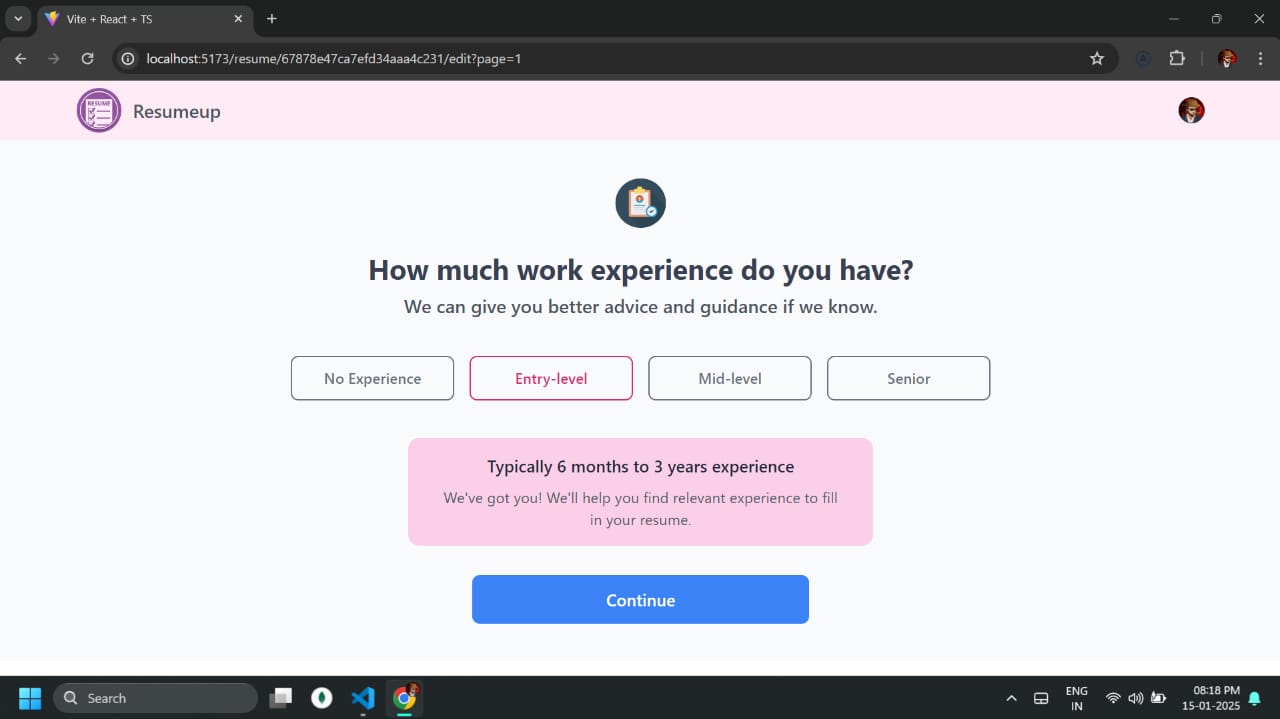 Vite + React + TS
localhost:5173/resume/67878e47ca7efd34aaa4c231/edit?page=1
RESUME
Resumeup
How much work experience do you have?
We can give you better advice and guidance if we know.
No Experience
Entry-level
Mid-level
Senior
Typically 6 months to 3 years experience
We've got you! We'll help you find relevant experience to fill
in your resume.
Continue
Search
ENG
IN
08:18 PM
15-01-2025